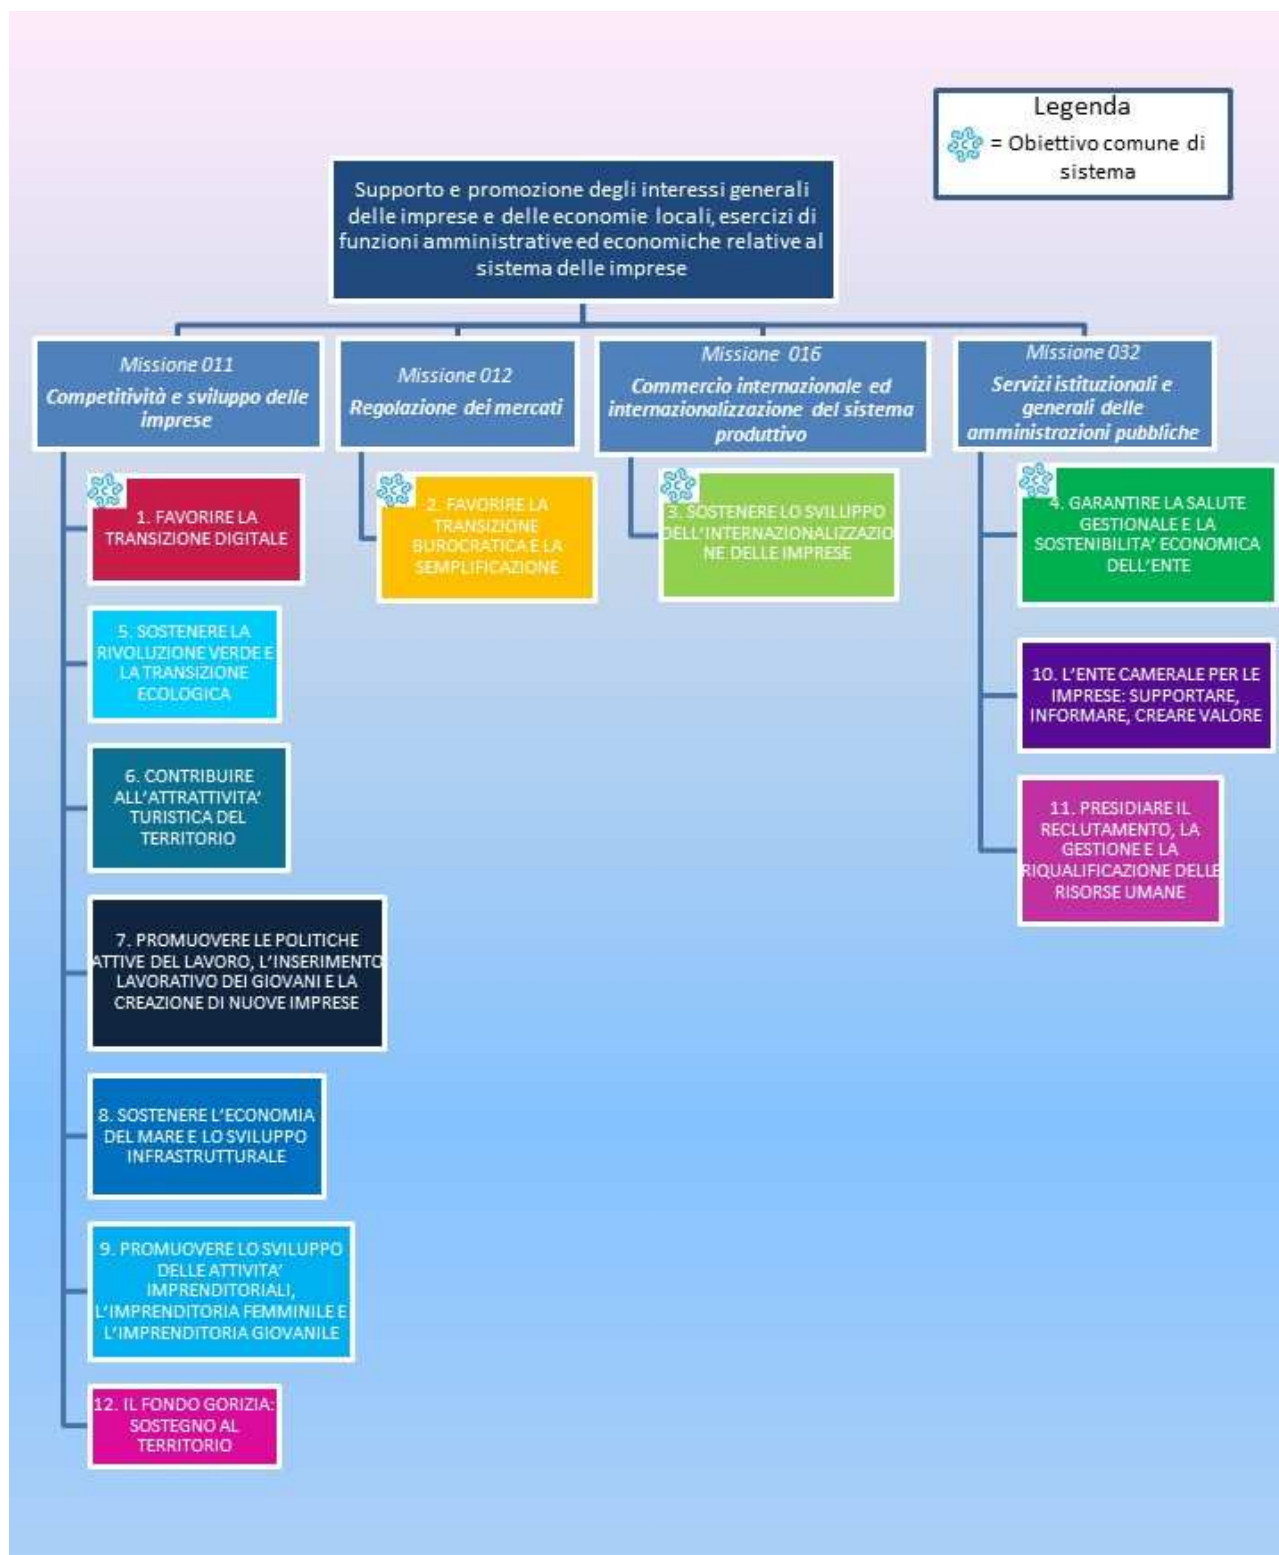 Legenda
= Obiettivo comune di
sistema
Supporto e promozione degli interessi generali
delle imprese e delle economie locali, esercizi di
funzioni amministrative ed economiche relative al
sistema delle imprese
Missione 011
Competitività e sviluppo delle
imprese
Missione 012
Regolazione dei mercati
Missione 016
Commercio internazionale ed
internazionalizzazione del sistema
produttivo
Missione 032
Servizi istituzionali e
generali delle
amministrazioni pubbliche
1. FAVORIRE LA
TRANSIZIONE DIGITALE
2. FAVORIRE LA
TRANSIZIONE
BUROCRATICA E LA
SEMPLIFICAZIONE
3. SOSTENERE LO SVILUPPO
DELL'INTERNAZIONALIZZAZIO
NE DELLE IMPRESE
4. GARANTIRE LA SALUTE
GESTIONALE E LA
SOSTENIBILITA' ECONOMICA
DELL'ENTE
5. SOSTENERE LA
RIVOLUZIONE VERDE E
LA TRANSIZIONE
ECOLOGICA
10. L'ENTE CAMERALE PER LE
IMPRESE: SUPPORTARE,
INFORMARE, CREARE VALORE
6. CONTRIBUIRE
ALL'ATTRATTIVITA'
TURISTICA DEL
TERRITORIO
11. PRESIDIARE IL
RECLUTAMENTO, LA
GESTIONE E LA
RIQUALIFICAZIONE DELLE
RISORSE UMANE
7. PROMUOVERE LE POLITICHE
ATTIVE DEL LAVORO, L'INSERIMENTO
LAVORATIVO DEI GIOVANI E LA
CREAZIONE DI NUOVE IMPRESE
8. SOSTENERE L'ECONOMIA
DEL MARE E LO SVILUPPO
INFRASTRUTTURALE
9. PROMUOVERE LO SVILUPPO
DELLE ATTIVITA'
IMPRENDITORIALI,
L'IMPRENDITORIA FEMMINILE E
L'IMPRENDITORIA GIOVANILE
12. IL FONDO GORIZIA:
SOSTEGNO AL
TERRITORIO